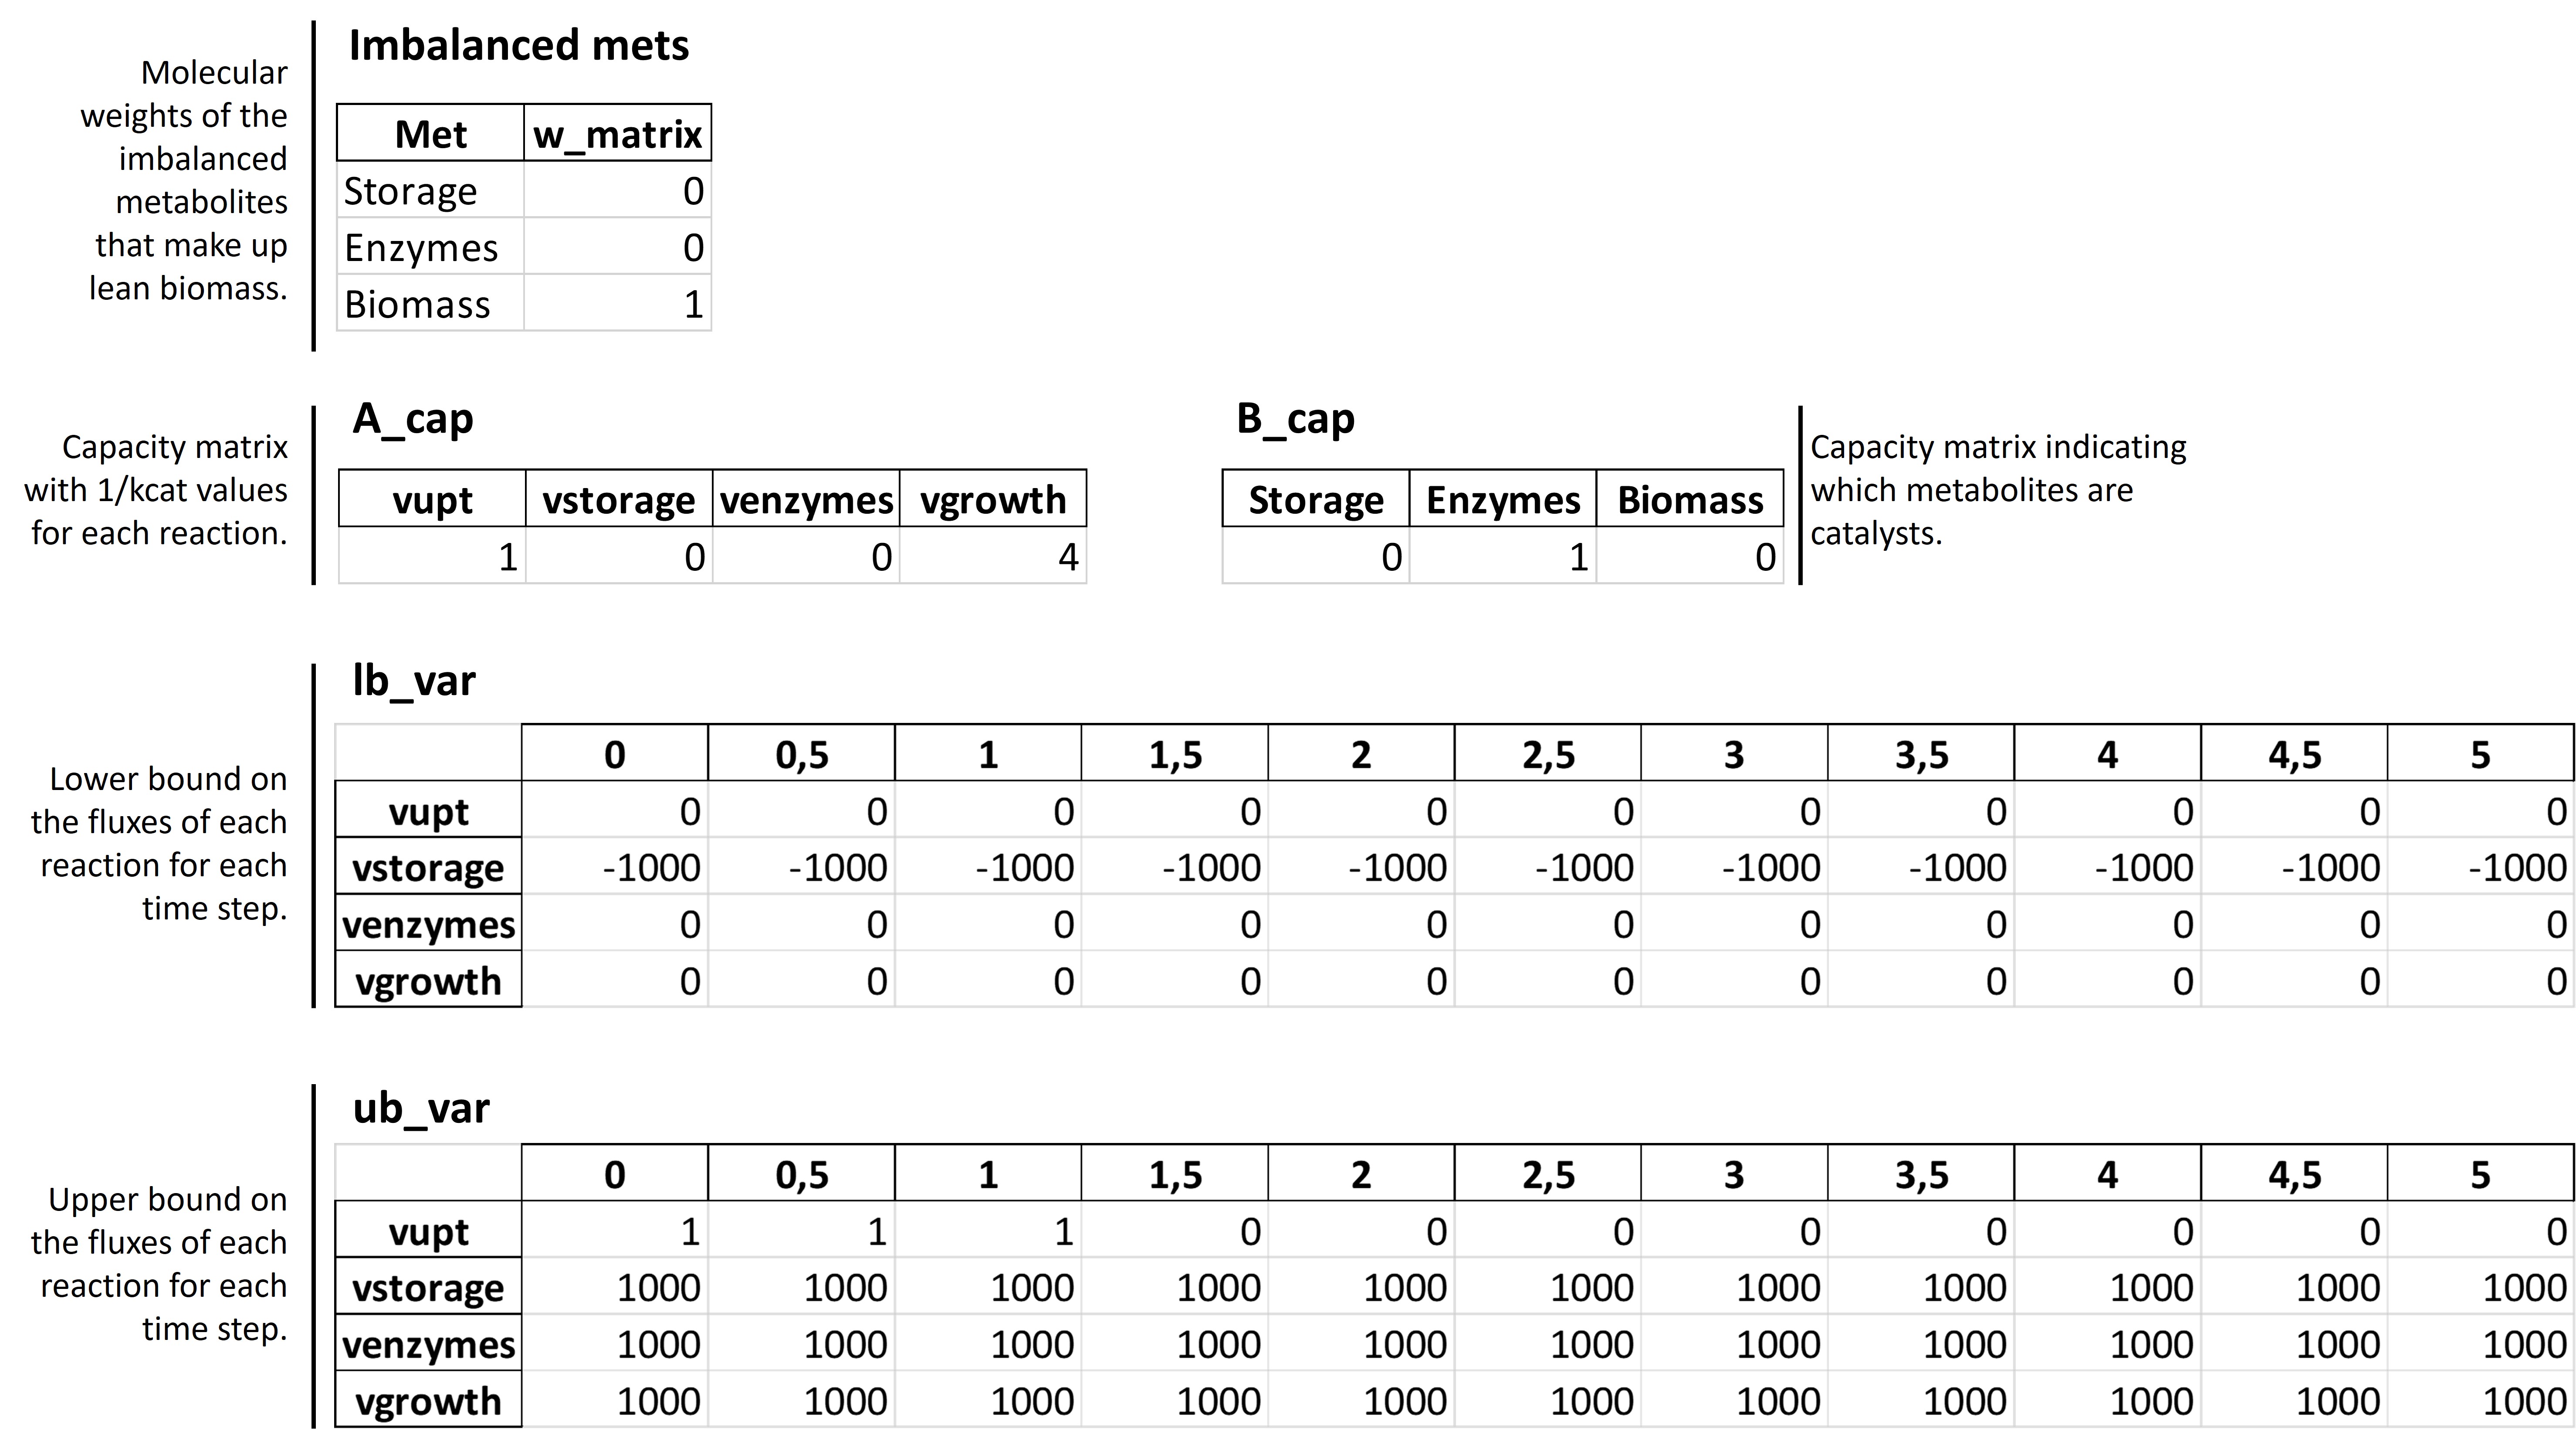 Imbalanced mets
Molecular
weights of the
imbalanced
metabolites
that make up
lean biomass.
Met w_matrix
Storage 0
Enzymes 0
Biomass 1
A_cap
Capacity matrix
with 1/kcat values
for each reaction.
vupt vstorage venzymes vgrowth
1 0 0 4
B_cap
Storage Enzymes Biomass
0 1 0
Capacity matrix indicating
which metabolites are
catalysts.
lb_var
Lower bound on
the fluxes of each
reaction for each
time step.
0 0,5 1 1,5 2 2,5 3 3,5 4 4,5 5
vupt 0 0 0 0 0 0 0 0 0 0 0
vstorage -1000 -1000 -1000 -1000 -1000 -1000 -1000 -1000 -1000 -1000 -1000
venzymes 0 0 0 0 0 0 0 0 0 0 0
vgrowth 0 0 0 0 0 0 0 0 0 0 0
ub_var
Upper bound on
the fluxes of each
reaction for each
time step.
0 0,5 1 1,5 2 2,5 3 3,5 4 4,5 5
vupt 1 1 1 0 0 0 0 0 0 0 0
vstorage 1000 1000 1000 1000 1000 1000 1000 1000 1000 1000 1000
venzymes 1000 1000 1000 1000 1000 1000 1000 1000 1000 1000 1000
vgrowth 1000 1000 1000 1000 1000 1000 1000 1000 1000 1000 1000